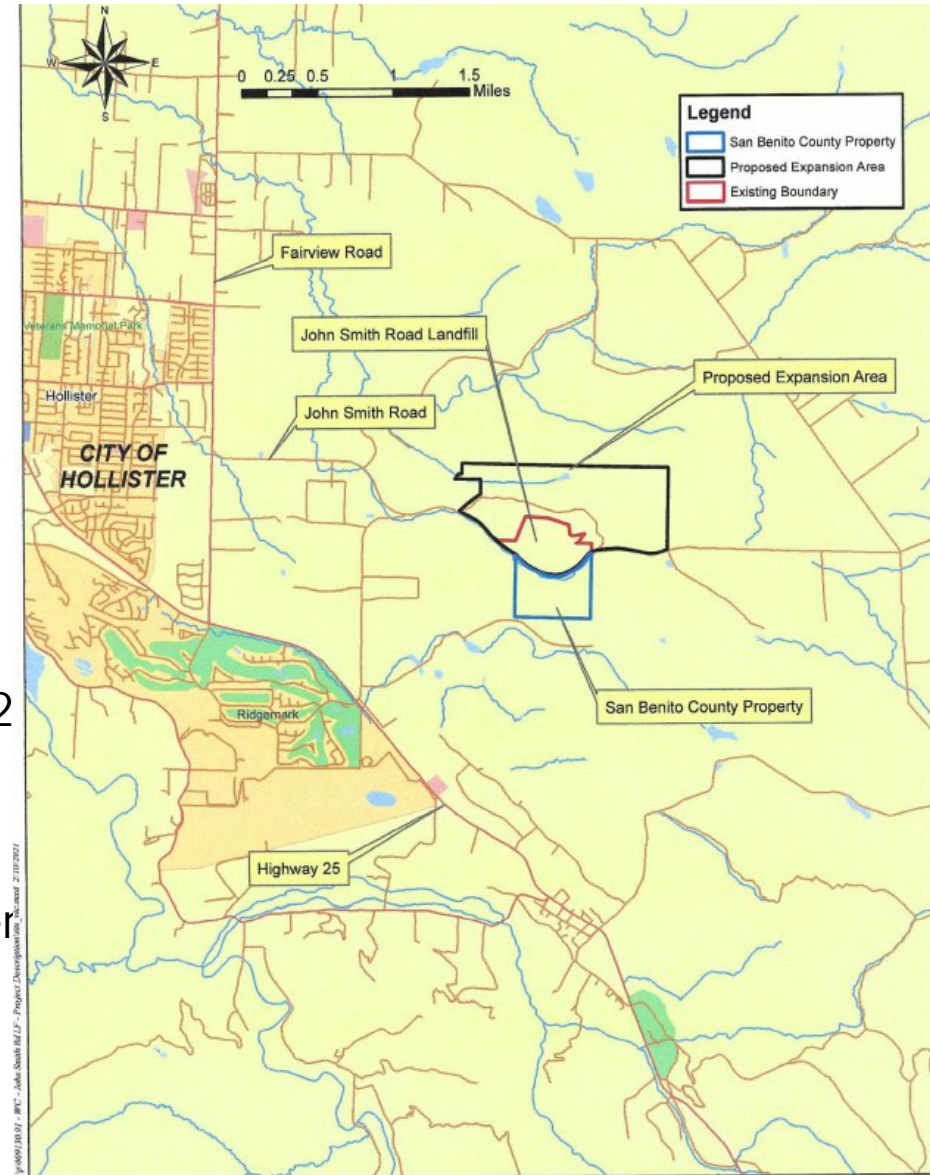 N
W E
S
0 0.25 0.5 1 1.5
Miles
Legend
San Benito County Property
Proposed Expansion Area
Existing Boundary
Fairview Road
John Smith Road Landfill
Veterans Memorial Park
Proposed Expansion Area
Hollister
John Smith Road
CITY OF
HOLLISTER
San Benito County Property
2
Ridgemark
Highway 25